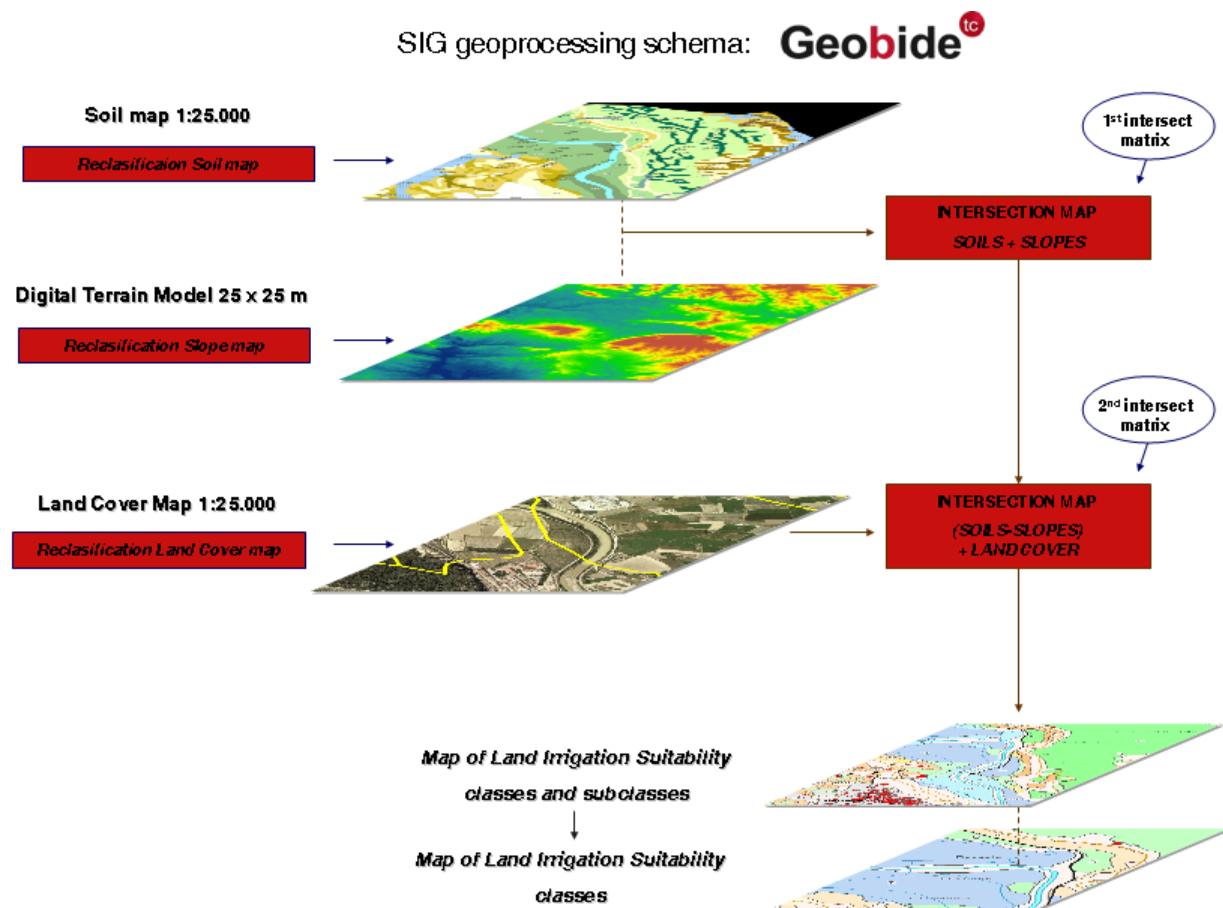 SIG geoprocessing schema:
Geobide tc
Soil map 1:25.000
Reclasificaion Soil map
1st intersect
matrix
INTERSECTION MAP
SOILS + SLOPES
Digital Terrain Model 25 x 25 m
Reclasification Slope map
2nd intersect
matrix
Land Cover Map 1:25.000
Reclasification Land Cover map
INTERSECTION MAP
(SOILS-SLOPES)
+ LANDCOVER
Map of Land Irrigation Suitability
classes and subclasses
Map of Land Irrigation Suitability
classes